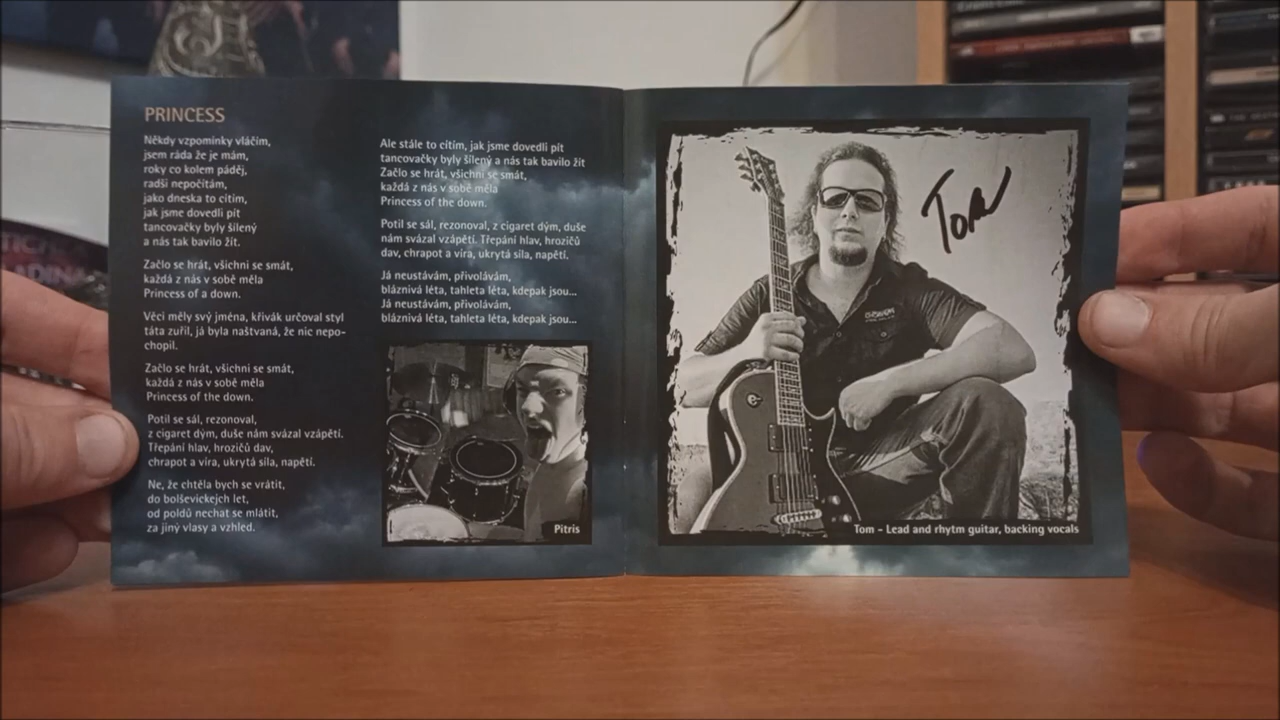 PRINCESS
Někdy vzpomínky vláčím,
jsem ráda že je mám,
roky co kolem páděj,
radši nepočítám,
jako dneska to cítím,
jak jsme dovedli pít
tancovačky byly šílený
a nás tak bavilo žít.
Začlo se hrát, všichni se smát,
každá z nás v sobě měla
Princess of a down.
Věci měly svý jména, křivák určoval styl
táta zuřil, já byla naštvaná, že nic nepo-
chopil.
Začlo se hrát, všichni se smát,
každá z nás v sobě měla
Princess of the down.
Potil se sál, rezonoval,
z cigaret dým, duše nám svázal vzápětí.
Třepání hlav, hrozičů dav,
chrapot a víra, ukrytá síla, napětí.
Ne, že chtěla bych se vrátit,
do bolševickejch let,
od poldů nechat se mlátit,
za jiný vlasy a vzhled.
Ale stále to cítím, jak jsme dovedli pít
tancovačky byly šílený a nás tak bavilo žít
Začlo se hrát, všichni se smát,
každá z nás v sobě měla
Princess of the down.
Potil se sál, rezonoval, z cigaret dým, duše
nám svázal vzápětí. Třepání hlav, hrozičů
dav, chrapot a víra, ukrytá síla, napětí.
Já neustávám, přivolávám,
bláznivá léta, tahleta léta, kdepak jsou...
Já neustávám, přivolávám,
bláznivá léta, tahleta léta, kdepak jsou...
Pitris
Tom
Tom - Lead and rhytm guitar, backing vocals